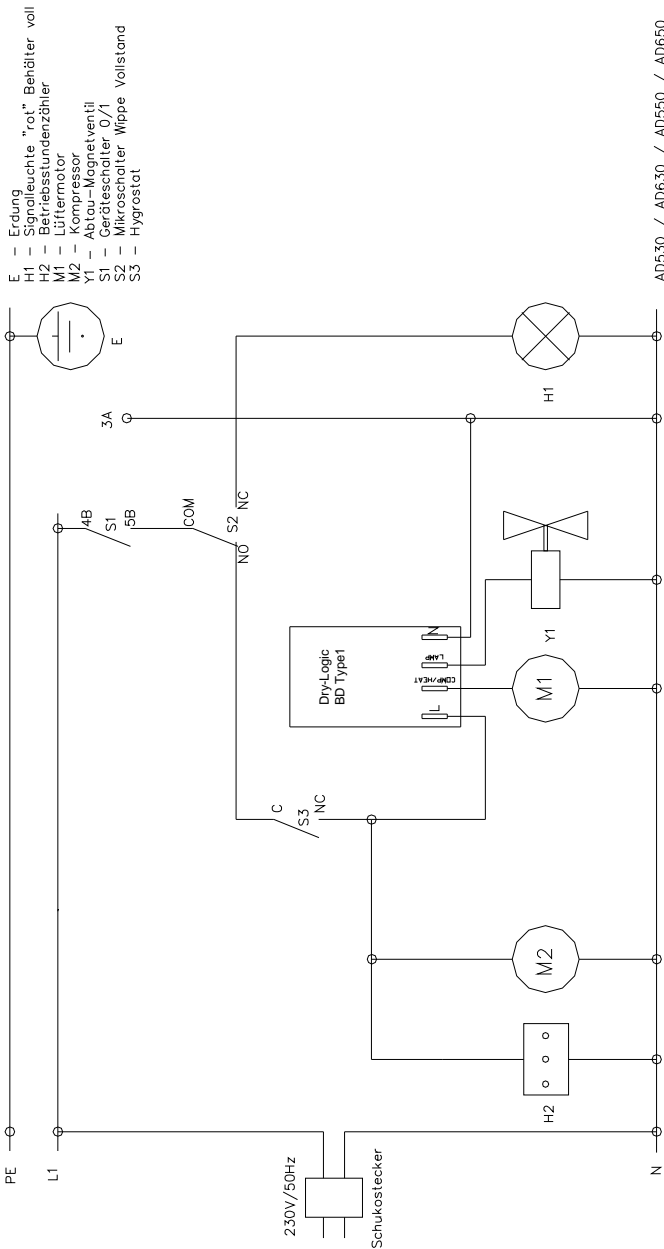 E – Erdung
H1 – Signalleuchte "rot" Behälter voll
H2 – Betriebsstundenzähler
M1 – Lüftermotor
M2 – Kompressor
Y1 – Abtau–Magnetventil
S1 – Geräteschalter 0/1
S2 – Mikroschalter Wippe Vollstand
S3 – Hygrostat
PE
L1
E
3A
4B
S1
5B
COM
S2
NO
NC
C
S3
NC
Dry-Logic
BD Type1
L
COMP/HEAT
LAMP
N
230V/50Hz
Schukostecker
H2
M2
M1
Y1
H1
N
AD530 / AD630 / AD550 / AD650